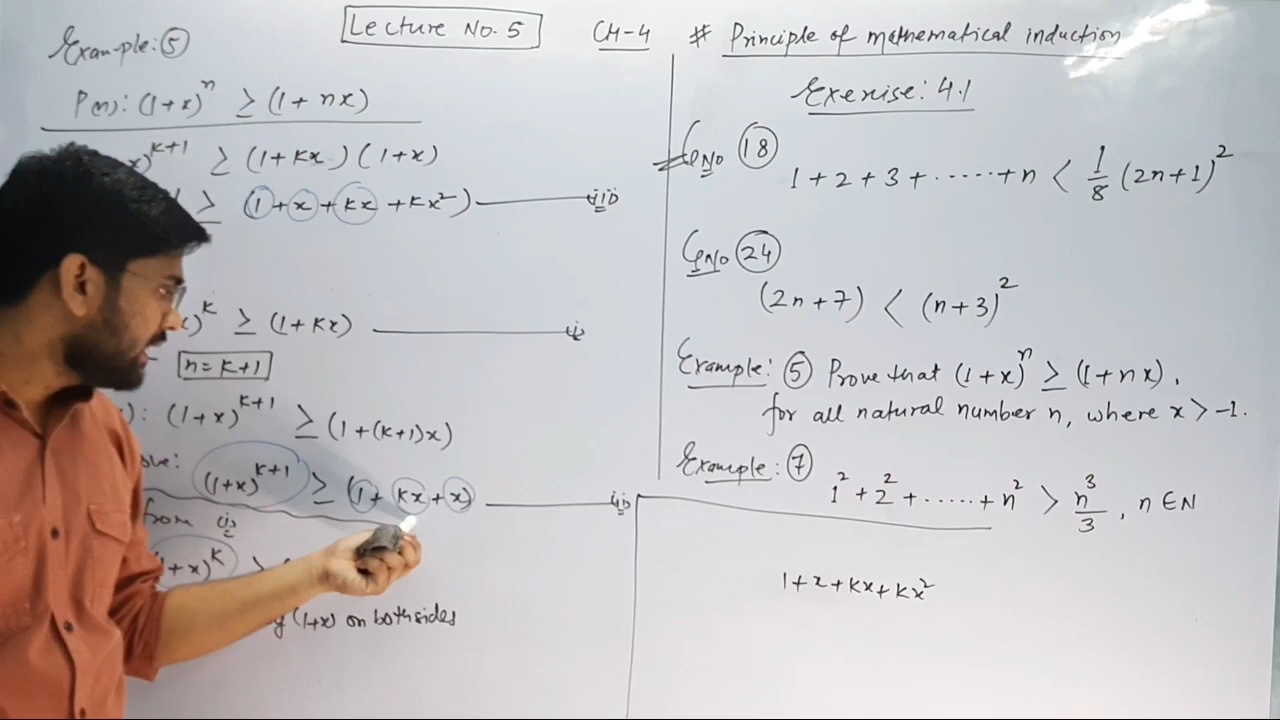 Lecture No. 5
CH-4 # Principle of mathematical induction
Example: 5
P(n): (1+x)^n ≥ (1+nx)
x)^{k+1} ≥ (1+kx)(1+x)
≥ (1+x+kx+kx²) (iii)
x)^k ≥ (1+kx) (i)
n=k+1
): (1+x)^{k+1} ≥ (1+(k+1)x)
ove: (1+x)^{k+1} ≥ (1+kx+x) (ii)
from (i)
(1+x)^k ≥
y (1+x) on both sides
Exercise: 4.1
Q No 18
1+2+3+......+n < 1/8 (2n+1)²
Q No 24
(2n+7) < (n+3)²
Example: 5 Prove that (1+x)^n ≥ (1+nx),
for all natural number n, where x > -1.
Example: 7
1²+2²+......+n² > n³/3, n ∈ N
1+x+kx+kx²